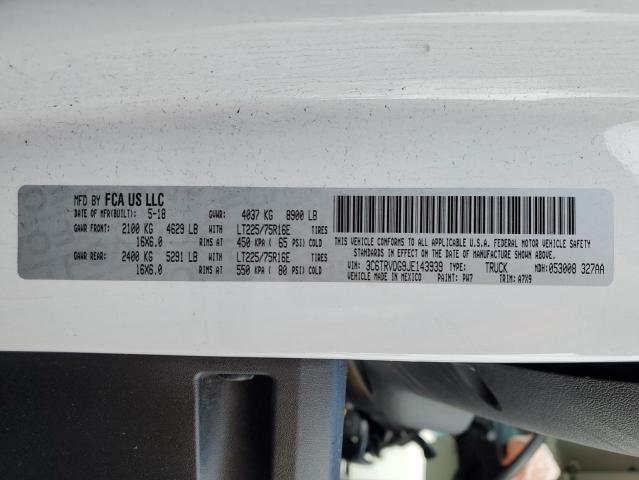 MFD BY FCA US LLC
DATE OF MFR(BUILT): 5-18 GVWR: 4037 KG 8900 LB
GAWR FRONT: 2100 KG 4629 LB WITH LT225/75R16E TIRES
16X6.0 RIMS AT 450 KPA ( 65 PSI) COLD
GAWR REAR: 2400 KG 5291 LB WITH LT225/75R16E TIRES
16X6.0 RIMS AT 550 KPA ( 80 PSI) COLD
THIS VEHICLE CONFORMS TO ALL APPLICABLE U.S.A. FEDERAL MOTOR VEHICLE SAFETY
STANDARDS IN EFFECT ON THE DATE OF MANUFACTURE SHOWN ABOVE.
VIN: 3C6TRVDG9JE143939 TYPE: TRUCK MDH: 053008 327AA
VEHICLE MADE IN MEXICO PAINT: PW7 TRIM: A7X9